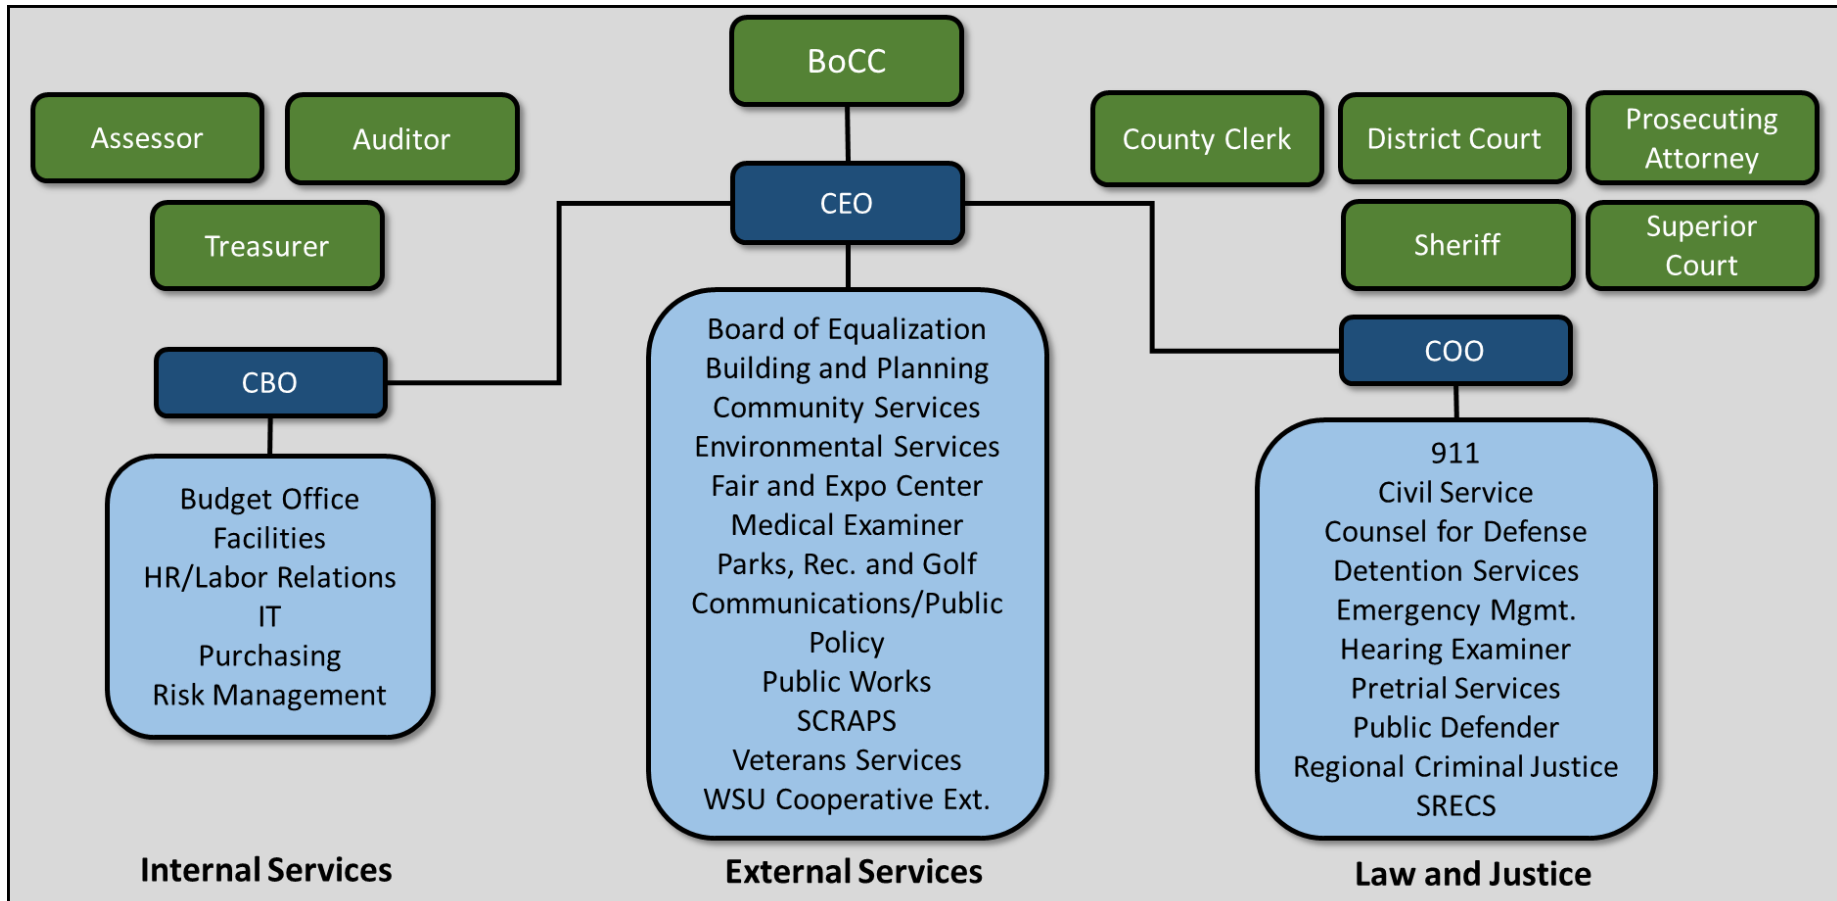 BoCC
Assessor
Auditor
Treasurer
County Clerk
District Court
Prosecuting
Attorney
Sheriff
Superior
Court
CEO
CBO
COO
Budget Office
Facilities
HR/Labor Relations
IT
Purchasing
Risk Management
Internal Services
Board of Equalization
Building and Planning
Community Services
Environmental Services
Fair and Expo Center
Medical Examiner
Parks, Rec. and Golf
Communications/Public
Policy
Public Works
SCRAPS
Veterans Services
WSU Cooperative Ext.
External Services
911
Civil Service
Counsel for Defense
Detention Services
Emergency Mgmt.
Hearing Examiner
Pretrial Services
Public Defender
Regional Criminal Justice
SRECS
Law and Justice